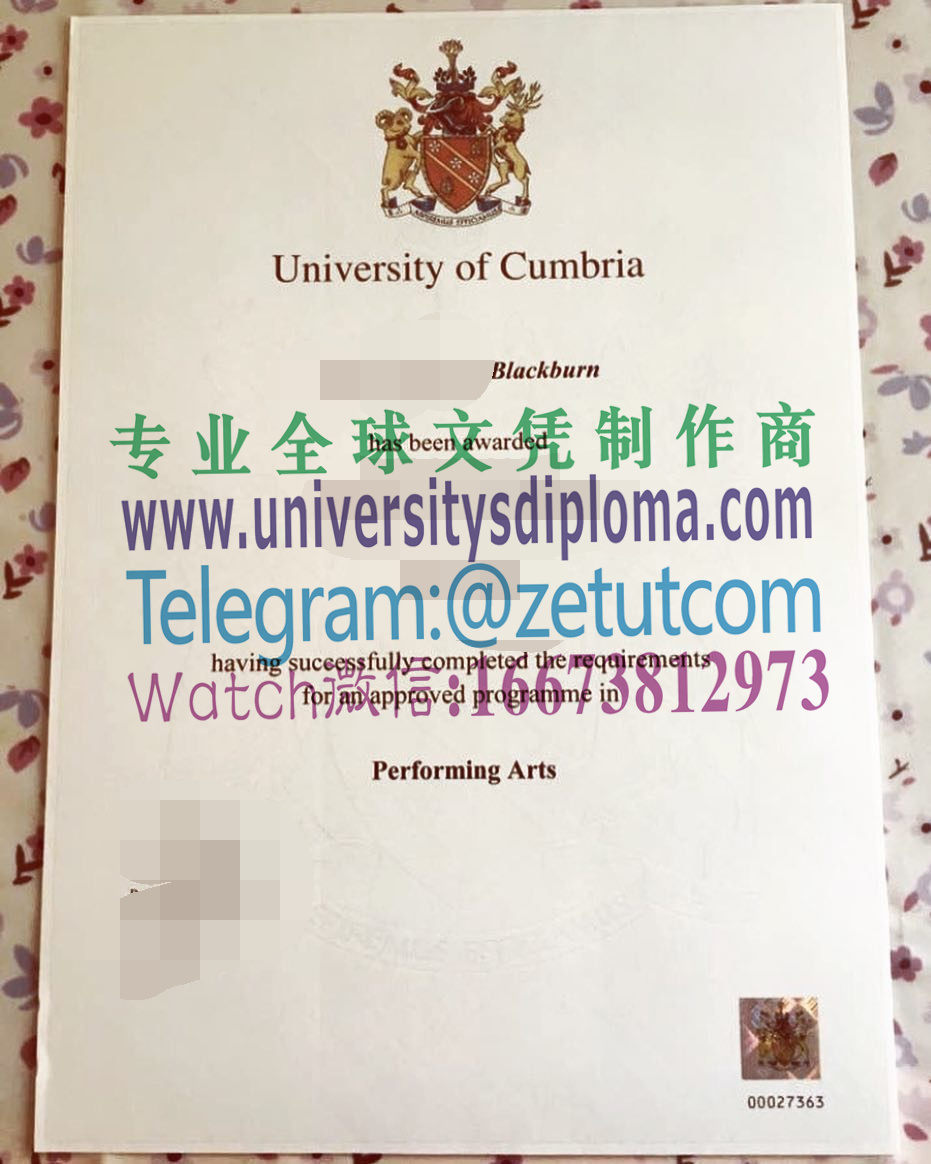 University of Cumbria
Blackburn
专业全球文凭制作商
has been awarded
www.universitysdiploma.com
Telegram:@zetutcom
having successfully completed the requirements
Watch微信:16673812973
for an approved programme in
Performing Arts
00027363